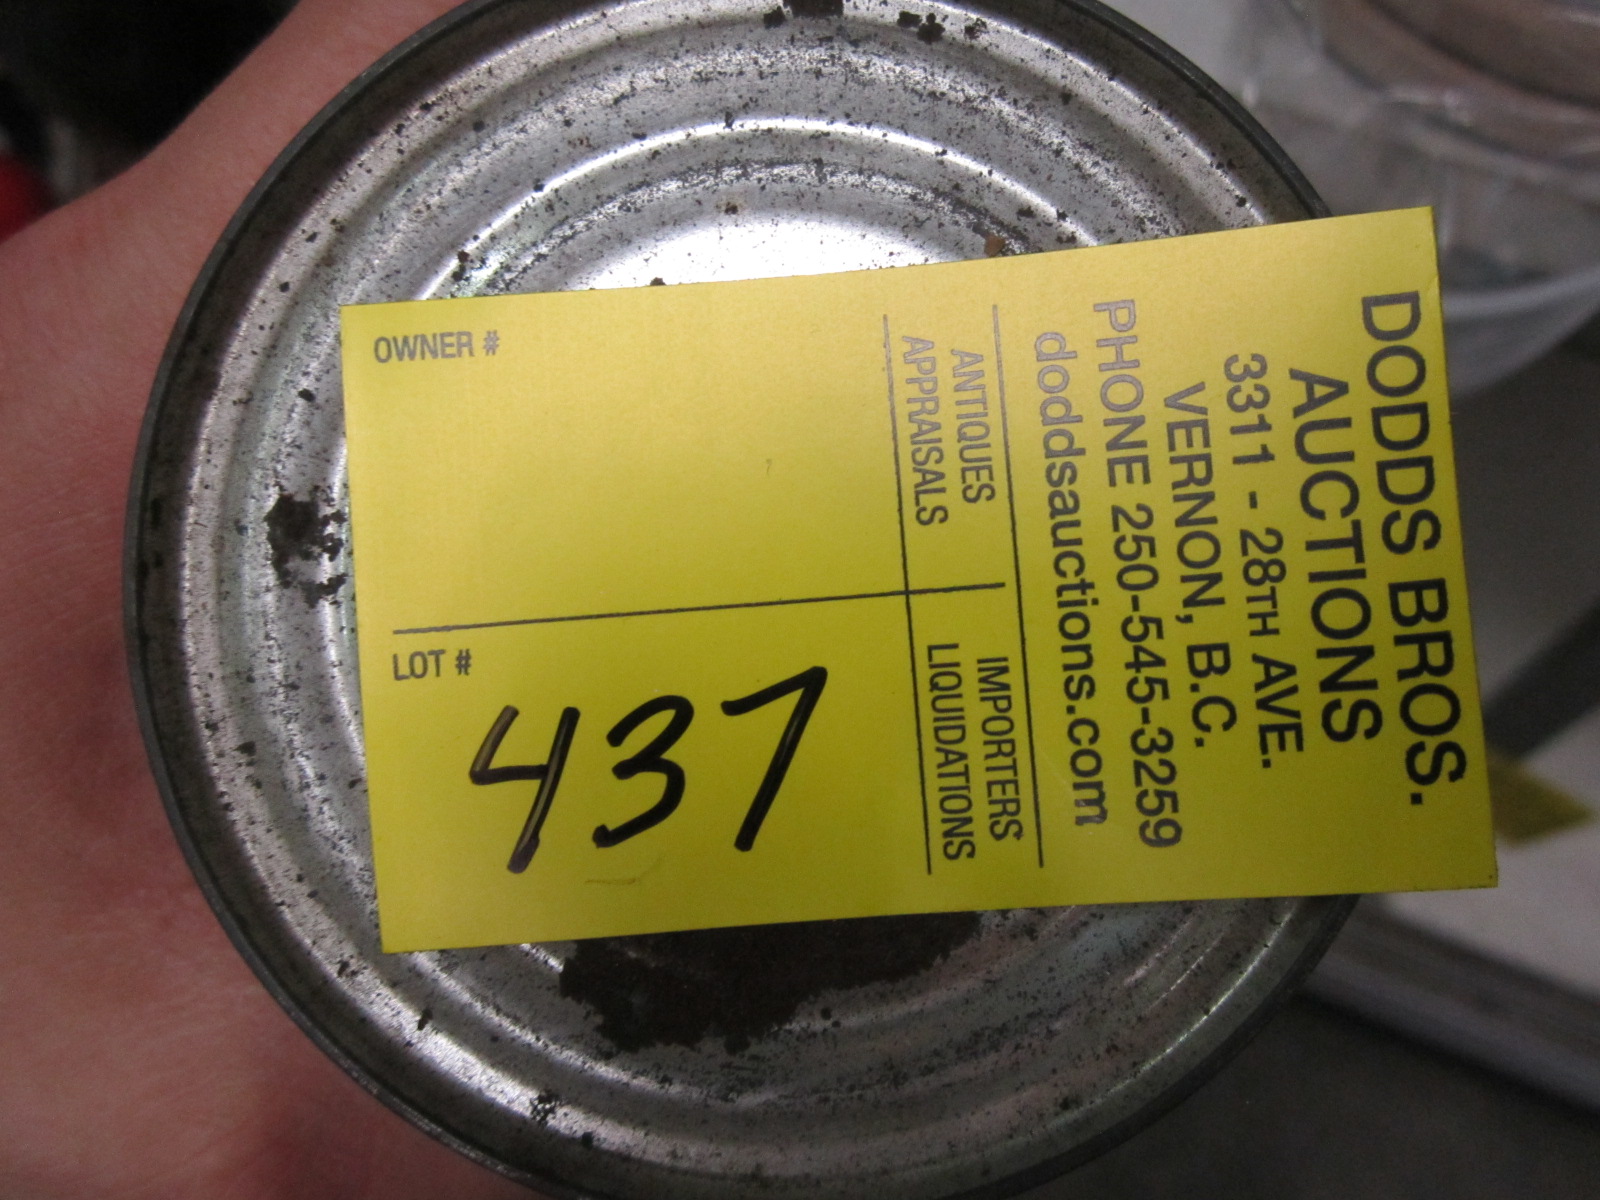 DODDS BROS.
AUCTIONS
3311 - 28TH AVE.
VERNON, B.C.
PHONE 250-545-3259
doddsauctions.com
ANTIQUES
APPRAISALS
IMPORTERS
LIQUIDATIONS
OWNER #
LOT #
437